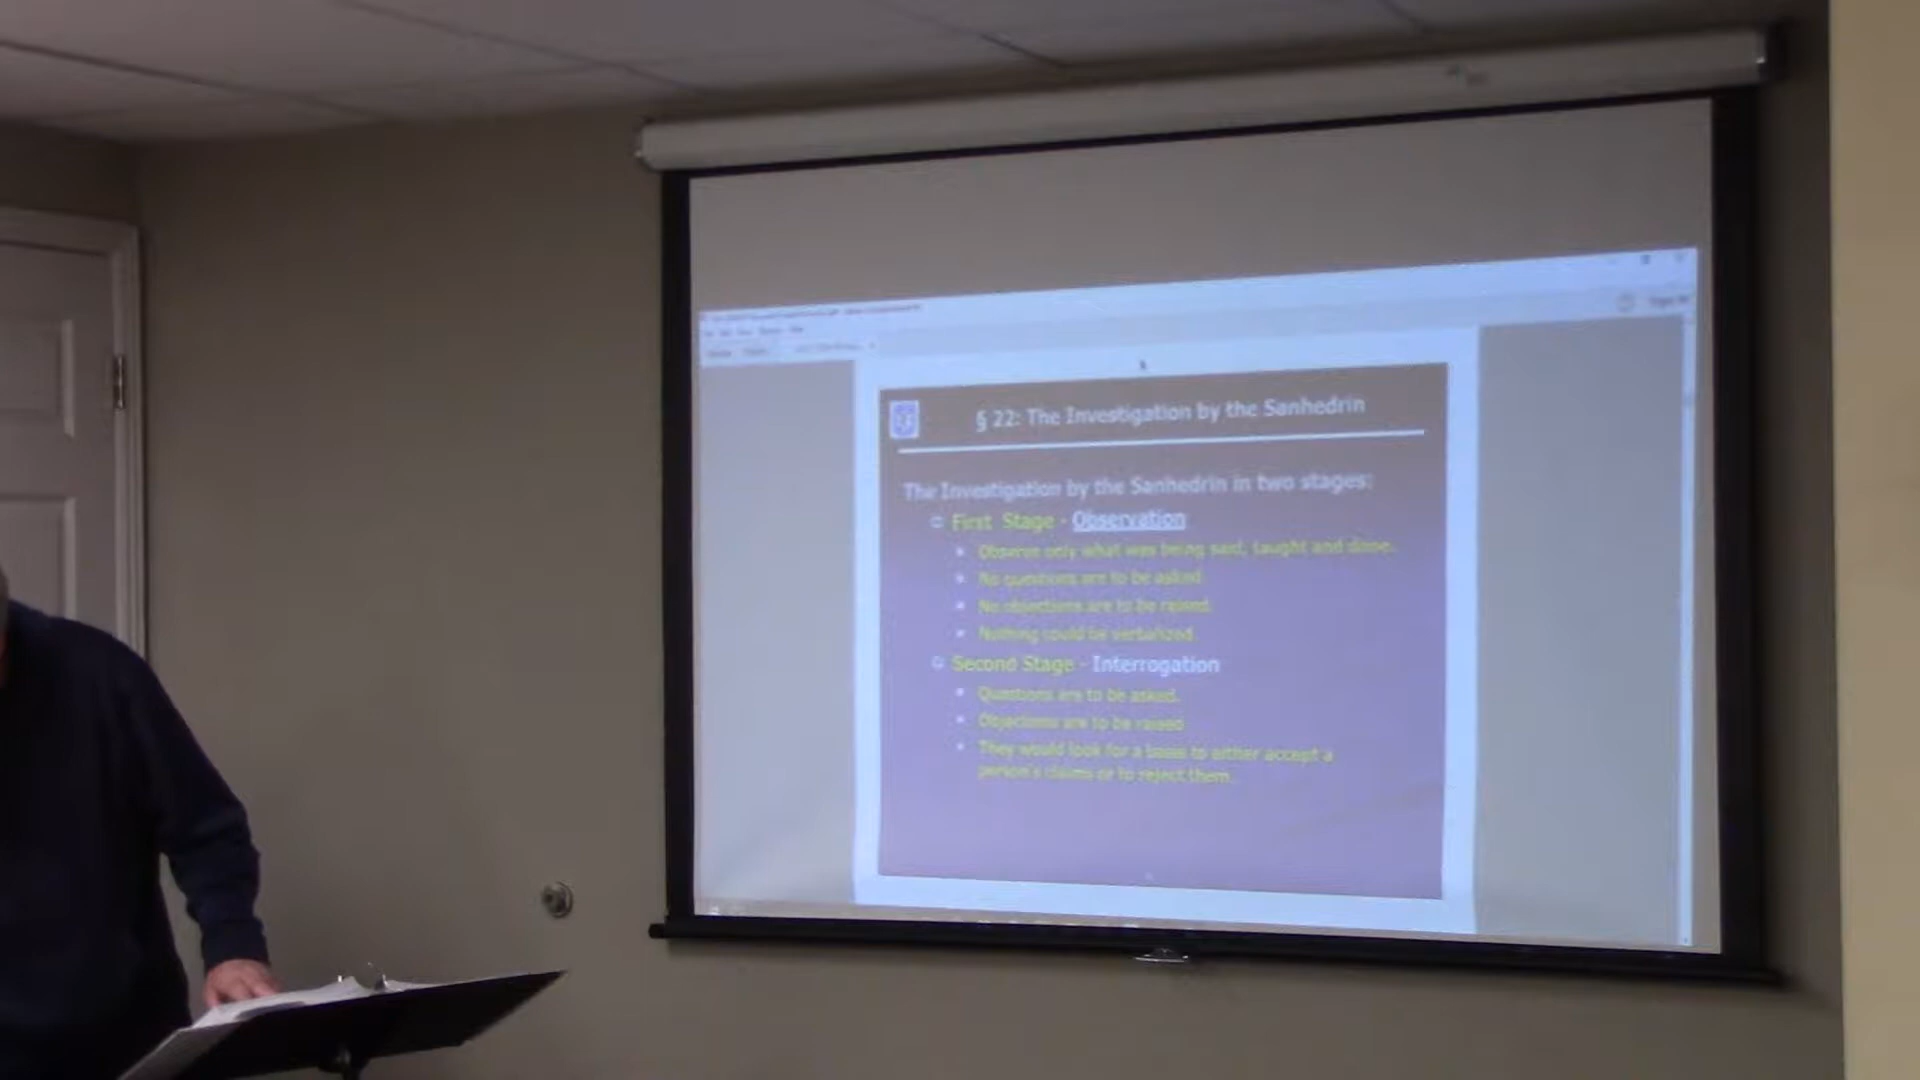 § 22: The Investigation by the Sanhedrin
The Investigation by the Sanhedrin in two stages:
First Stage - Observation
Observe only what was being said, taught and done.
No questions are to be asked.
No objections are to be raised.
Nothing could be verbalized.
Second Stage - Interrogation
Questions are to be asked.
Objections are to be raised
They would look for a basis to either accept a
person's claims or to reject them.